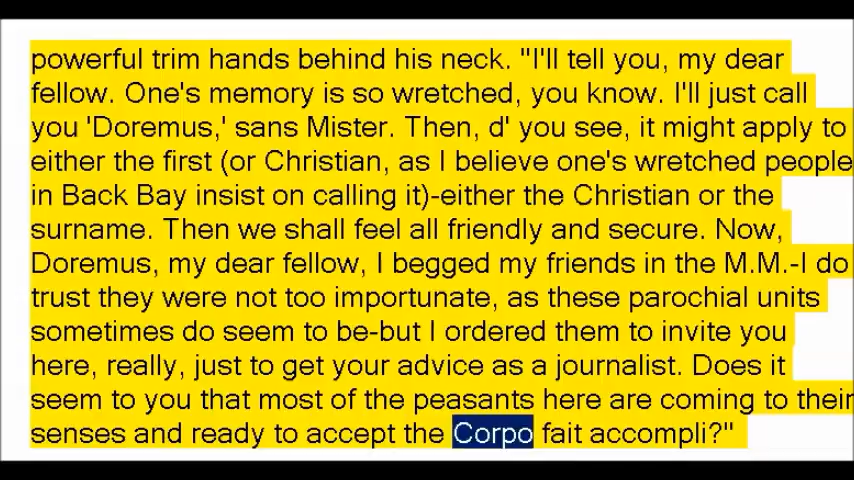 powerful trim hands behind his neck. "I'll tell you, my dear
fellow. One's memory is so wretched, you know. I'll just call
you 'Doremus,' sans Mister. Then, d' you see, it might apply to
either the first (or Christian, as I believe one's wretched people
in Back Bay insist on calling it)-either the Christian or the
surname. Then we shall feel all friendly and secure. Now,
Doremus, my dear fellow, I begged my friends in the M.M.-I do
trust they were not too importunate, as these parochial units
sometimes do seem to be-but I ordered them to invite you
here, really, just to get your advice as a journalist. Does it
seem to you that most of the peasants here are coming to their
senses and ready to accept the Corpo fait accompli?"